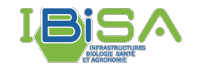 IBiSA
INFRASTRUCTURES
BIOLOGIE SANTÉ
ET AGRONOMIE